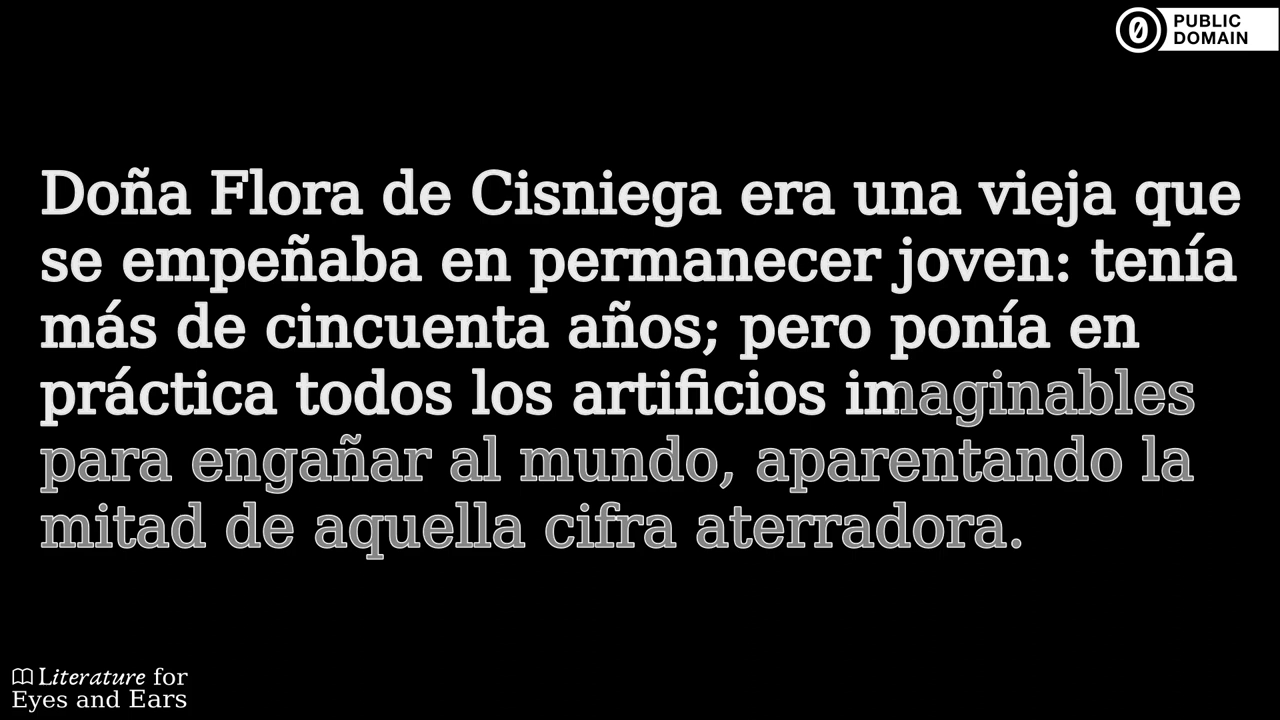 PUBLIC
DOMAIN
Doña Flora de Cisniega era una vieja que
se empeñaba en permanecer joven: tenía
más de cincuenta años; pero ponía en
práctica todos los artificios imaginables
para engañar al mundo, aparentando la
mitad de aquella cifra aterradora.
Literature for
Eyes and Ears